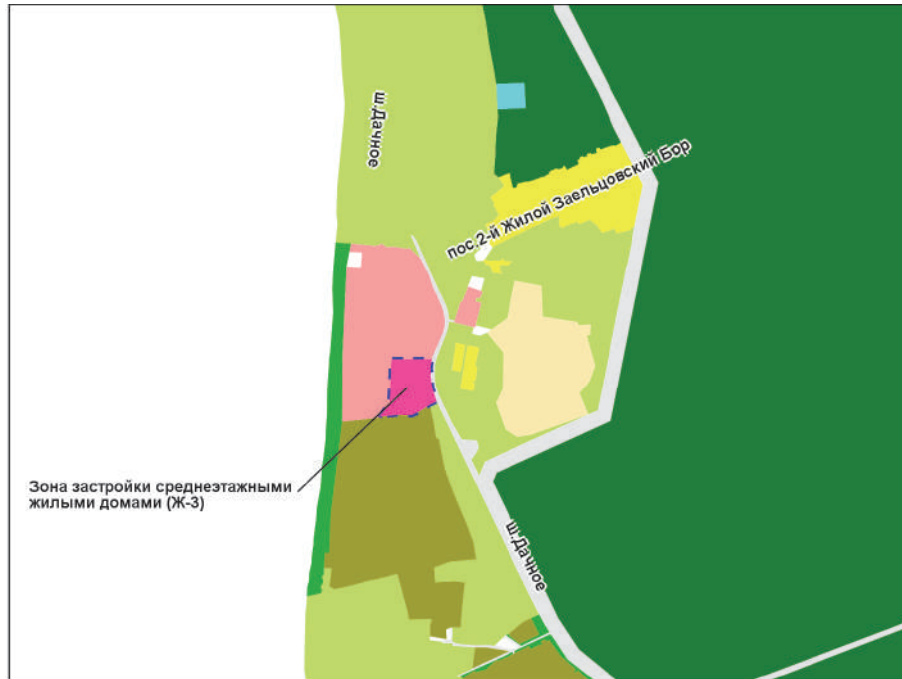 ш.Дачное
пос.2-й Жилой Заельцовский Бор
Зона застройки среднеэтажными
жилыми домами (Ж-3)
ш.Дачное